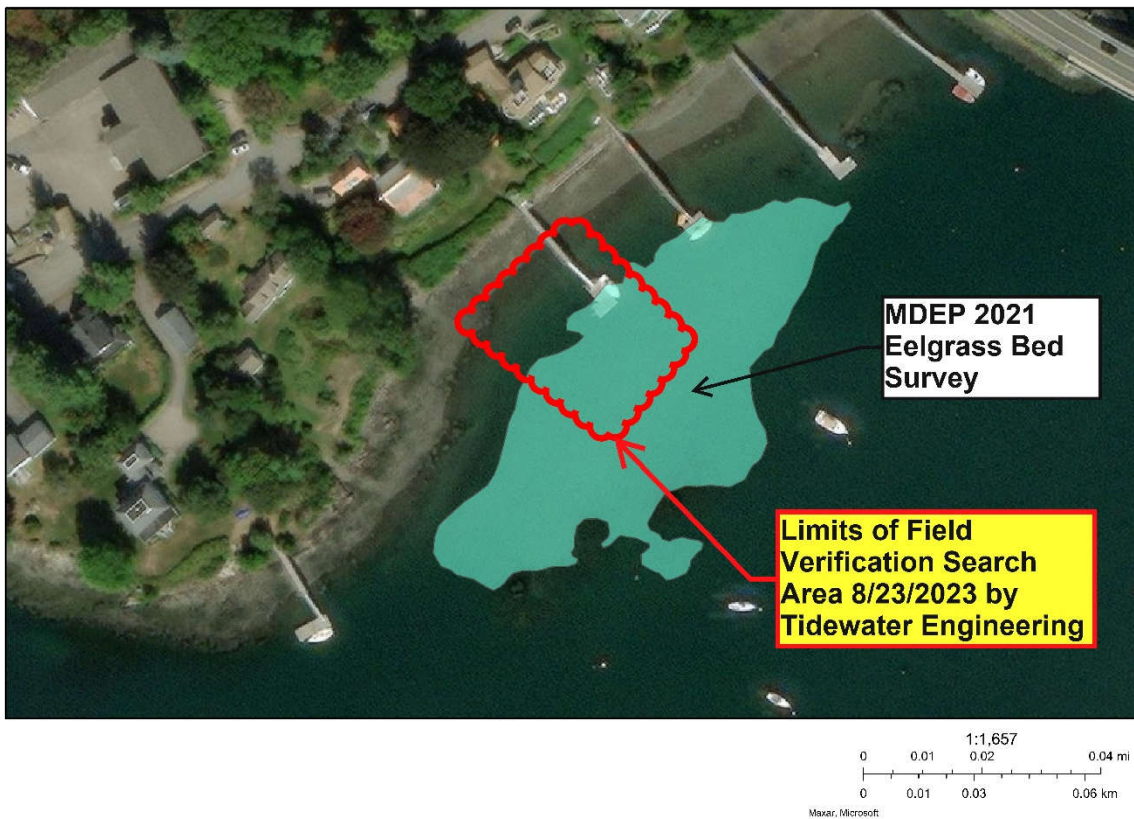 MDEP 2021
Eelgrass Bed
Survey
Limits of Field
Verification Search
Area 8/23/2023 by
Tidewater Engineering
1:1,657
0 0.01 0.02 0.04 mi
0 0.01 0.03 0.06 km
Maxar, Microsoft